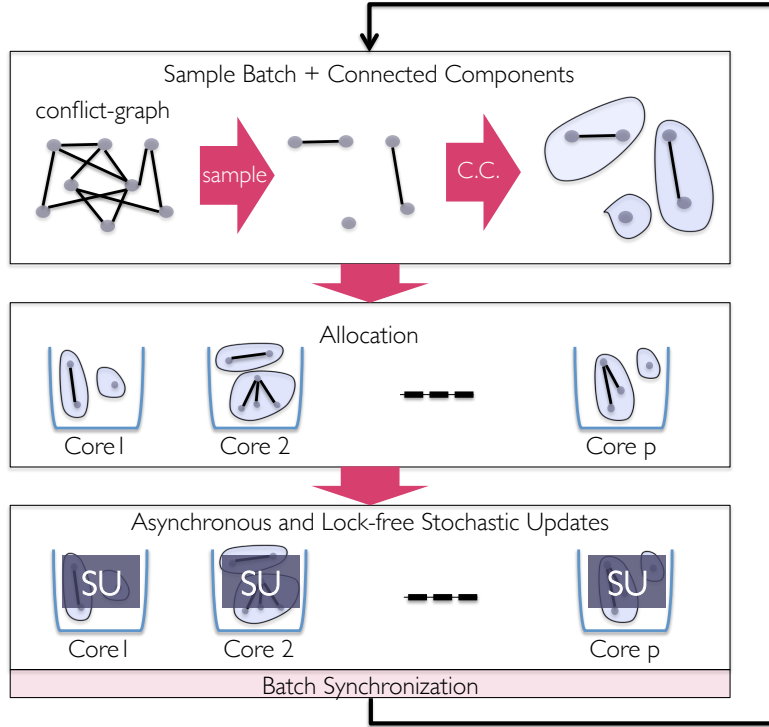 Sample Batch + Connected Components
conflict-graph
sample
C.C.
Allocation
Core1
Core 2
Core p
Asynchronous and Lock-free Stochastic Updates
SU
SU
SU
Core1
Core 2
Core p
Batch Synchronization